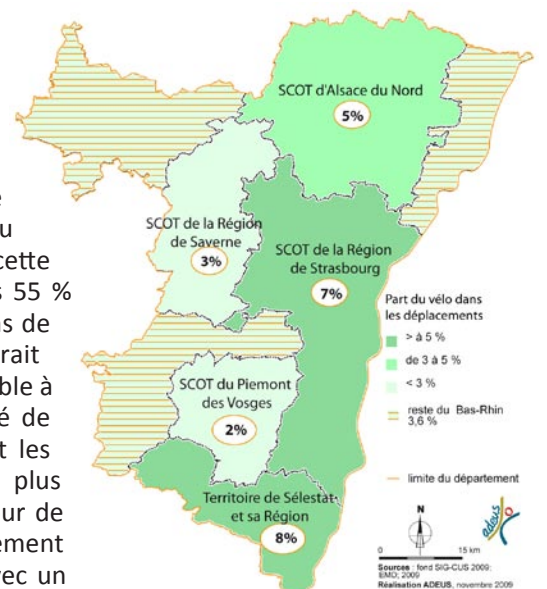 e
u
cette
s 55 %
ns de
rait
ble à
é de
t les
plus
ur de
ement
vec un
SCOT d'Alsace du Nord
5%
SCOT de la Région
de Saverne
3%
SCOT de la Région
de Strasbourg
7%
SCOT du Piemont
des Vosges
2%
Territoire de Sélestat
et sa Région
8%
Part du vélo dans
les déplacements
> à 5 %
de 3 à 5 %
< 3 %
reste du Bas-Rhin
3,6 %
limite du département
N
0 15 km
adeus
Sources : fond SIG-CUS 2009;
EMD; 2009
Réalisation ADEUS, novembre 2009